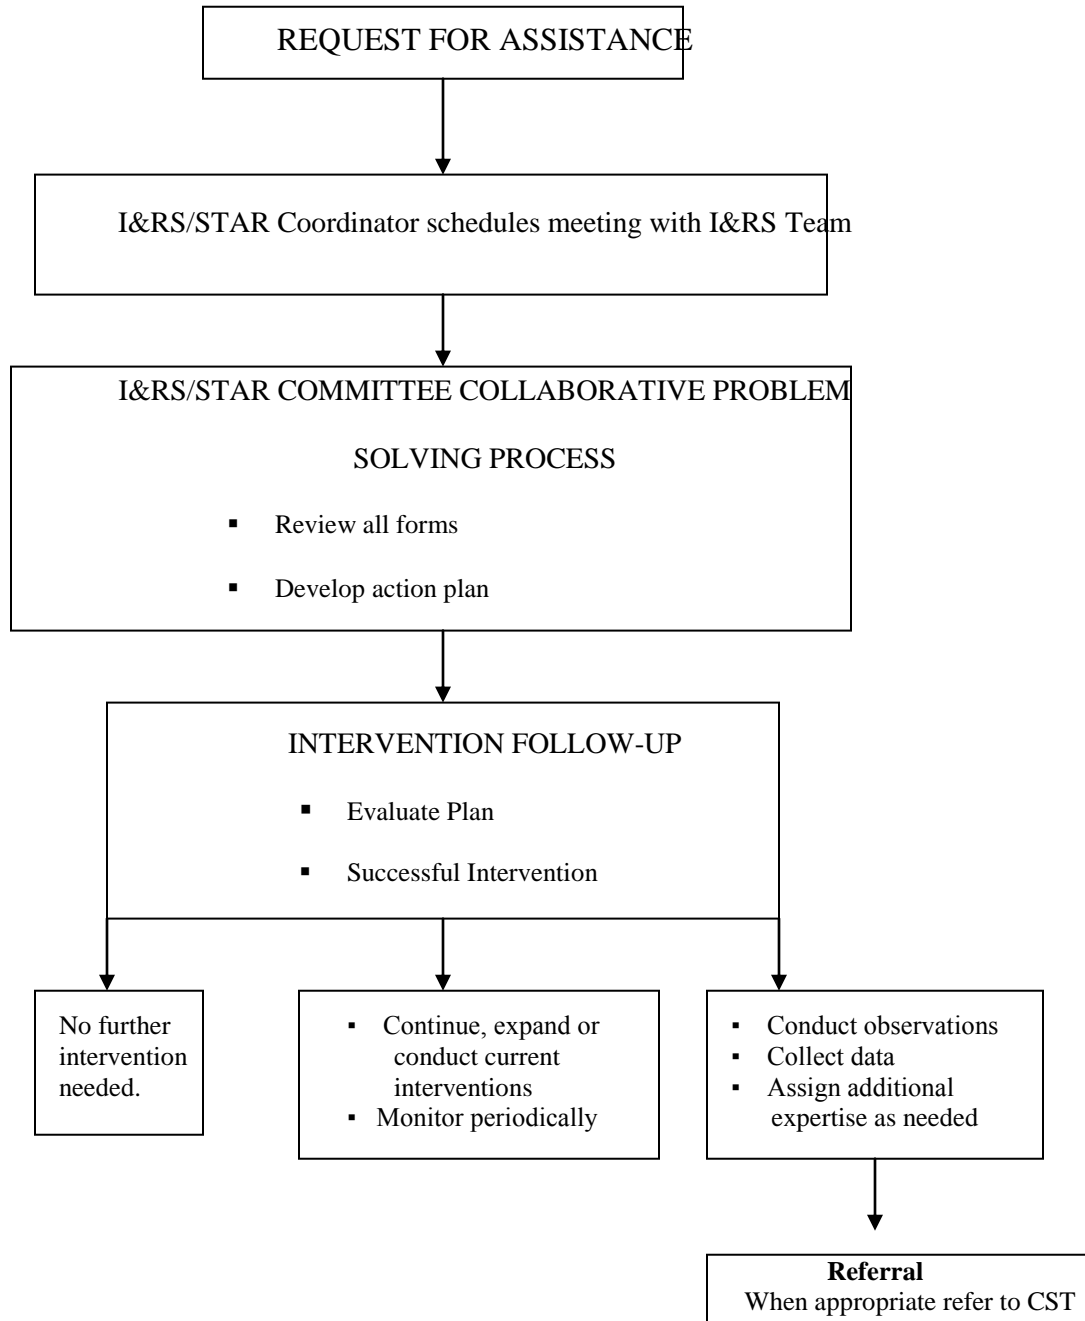 REQUEST FOR ASSISTANCE
I&RS/STAR Coordinator schedules meeting with I&RS Team
I&RS/STAR COMMITTEE COLLABORATIVE PROBLEM
SOLVING PROCESS
▪ Review all forms
▪ Develop action plan
INTERVENTION FOLLOW-UP
▪ Evaluate Plan
▪ Successful Intervention
No further
intervention
needed.
▪ Continue, expand or
conduct current
interventions
▪ Monitor periodically
▪ Conduct observations
▪ Collect data
▪ Assign additional
expertise as needed
Referral
When appropriate refer to CST